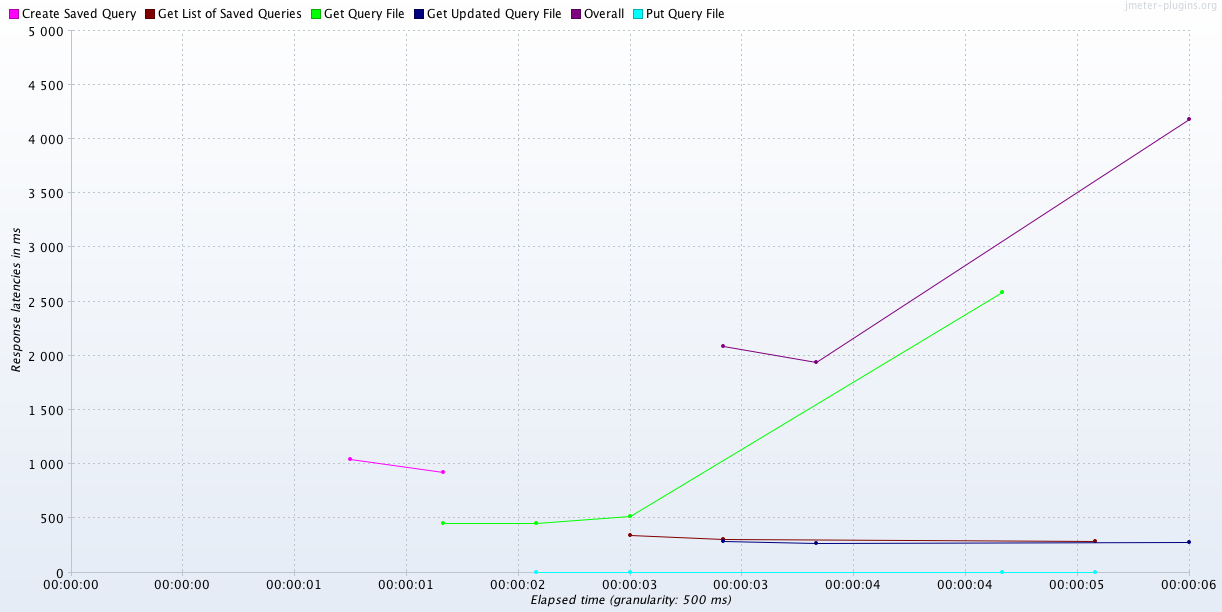 jmeter-plugins.org
Create Saved Query Get List of Saved Queries Get Query File Get Updated Query File Overall Put Query File
5 000
4 500
4 000
3 500
3 000
2 500
2 000
1 500
1 000
500
0
Response latencies in ms
00:00:00 00:00:00 00:00:01 00:00:01 00:00:02 00:00:03 00:00:03 00:00:04 00:00:04 00:00:05 00:00:06
Elapsed time (granularity: 500 ms)